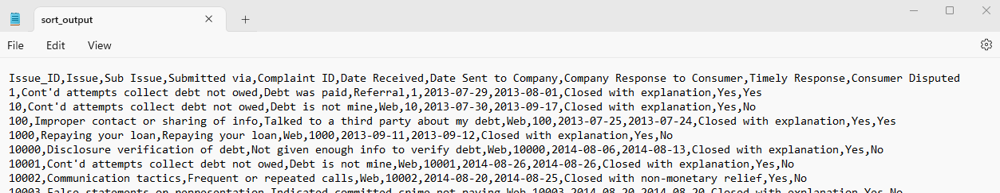 sort_output
File Edit View
Issue_ID,Issue,Sub Issue,Submitted via,Complaint ID,Date Received,Date Sent to Company,Company Response to Consumer,Timely Response,Consumer Disputed
1,Cont'd attempts collect debt not owed,Debt was paid,Referral,1,2013-07-29,2013-08-01,Closed with explanation,Yes,Yes
10,Cont'd attempts collect debt not owed,Debt is not mine,Web,10,2013-07-30,2013-09-17,Closed with explanation,Yes,No
100,Improper contact or sharing of info,Talked to a third party about my debt,Web,100,2013-07-25,2013-07-24,Closed with explanation,Yes,Yes
1000,Repaying your loan,Repaying your loan,Web,1000,2013-09-11,2013-09-12,Closed with explanation,Yes,No
10000,Disclosure verification of debt,Not given enough info to verify debt,Web,10000,2014-08-06,2014-08-13,Closed with explanation,Yes,No
10001,Cont'd attempts collect debt not owed,Debt is not mine,Web,10001,2014-08-26,2014-08-26,Closed with explanation,Yes,No
10002,Communication tactics,Frequent or repeated calls,Web,10002,2014-08-20,2014-08-25,Closed with non-monetary relief,Yes,No
10003,False statements or representation,Indicated committed crime not paying,Web,10003,2014-08-20,2014-08-20,Closed with explanation,Yes,No